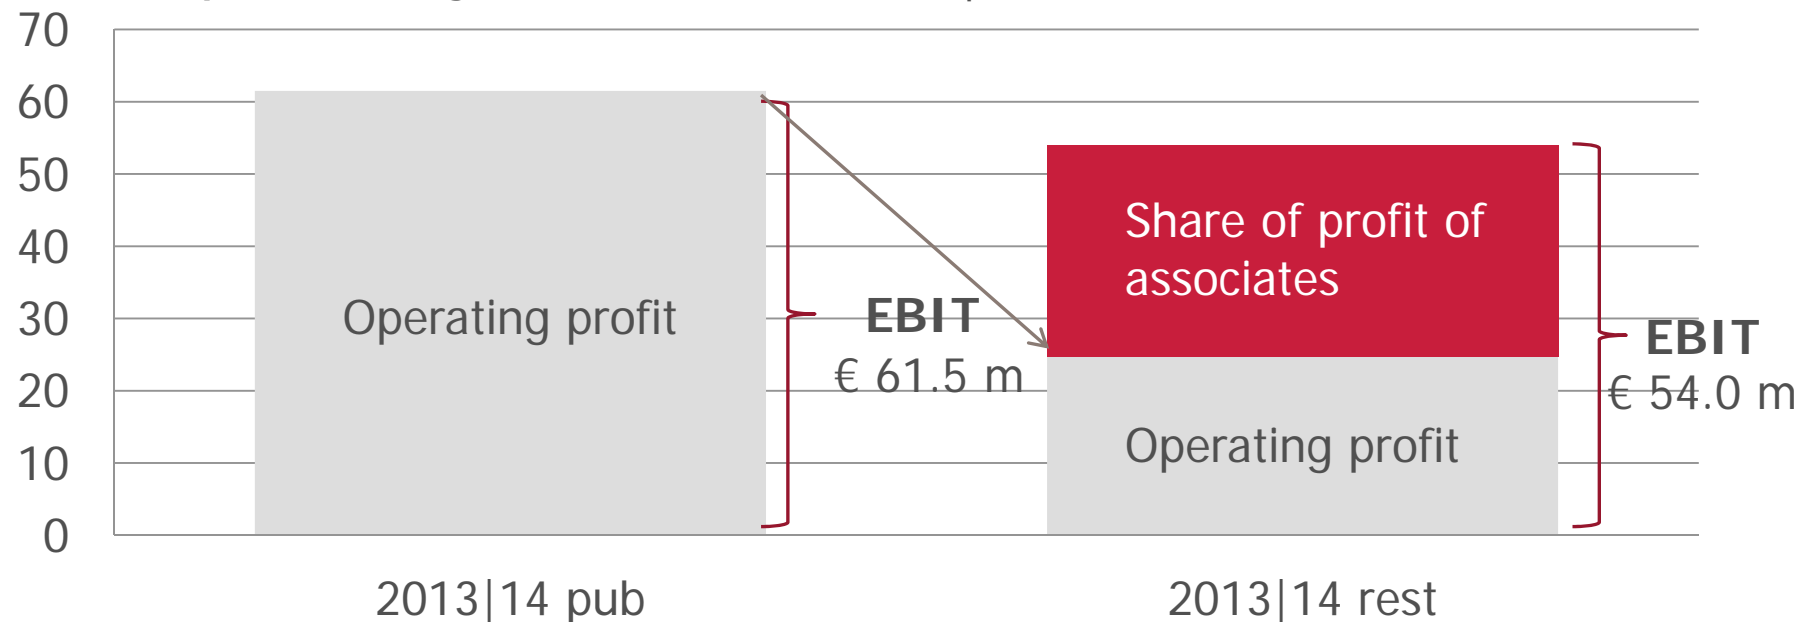 70
60
50
40
30
20
10
0
Operating profit
EBIT
€ 61.5 m
Share of profit of
associates
Operating profit
EBIT
€ 54.0 m
2013|14 pub
2013|14 rest